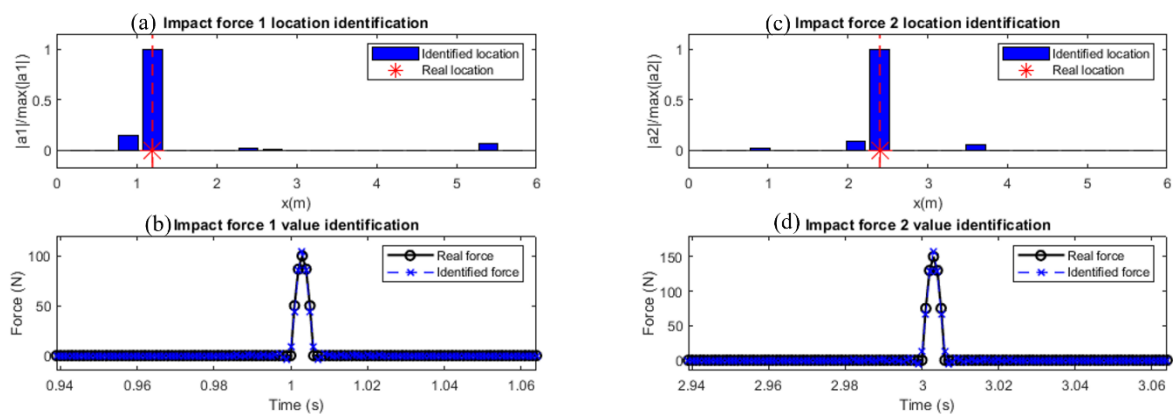 (a) Impact force 1 location identification
|a1|/max(|a1|)
1
0.5
0
Identified location
Real location
0 1 2 3 4 5 6
x(m)
(b) Impact force 1 value identification
Force (N)
100
50
0
Real force
Identified force
0.94 0.96 0.98 1 1.02 1.04 1.06
Time (s)
(c) Impact force 2 location identification
|a2|/max(|a2|)
1
0.5
0
Identified location
Real location
0 1 2 3 4 5 6
x(m)
(d) Impact force 2 value identification
Force (N)
150
100
50
0
Real force
Identified force
2.94 2.96 2.98 3 3.02 3.04 3.06
Time (s)